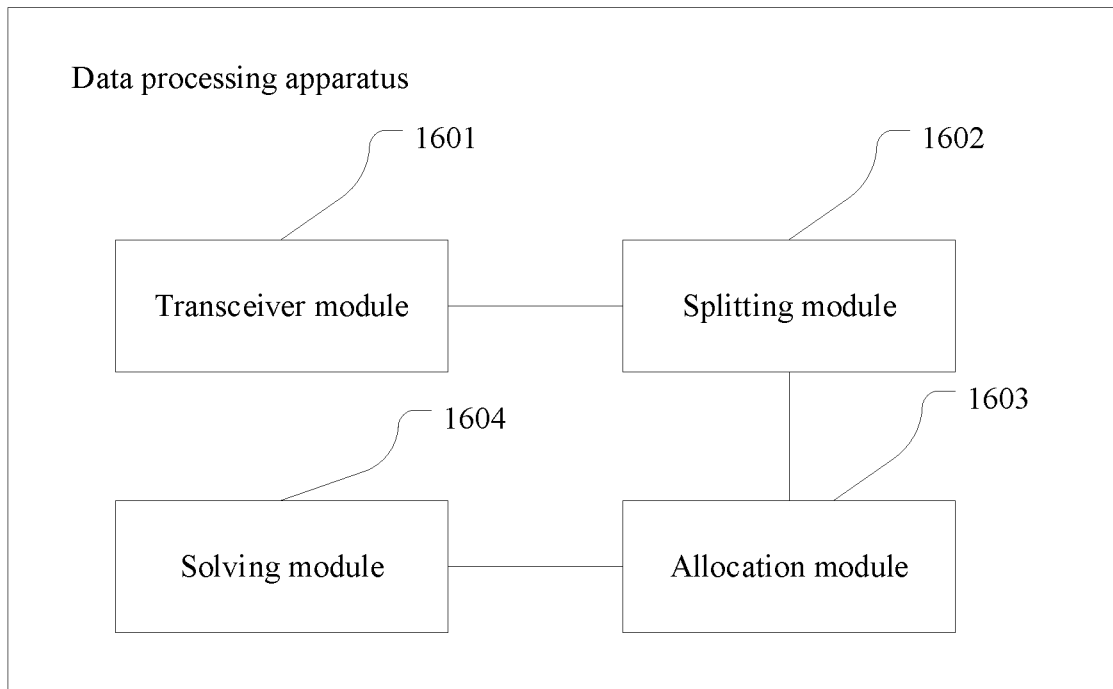 Data processing apparatus
1601
1602
Transceiver module
Splitting module
1604
1603
Solving module
Allocation module